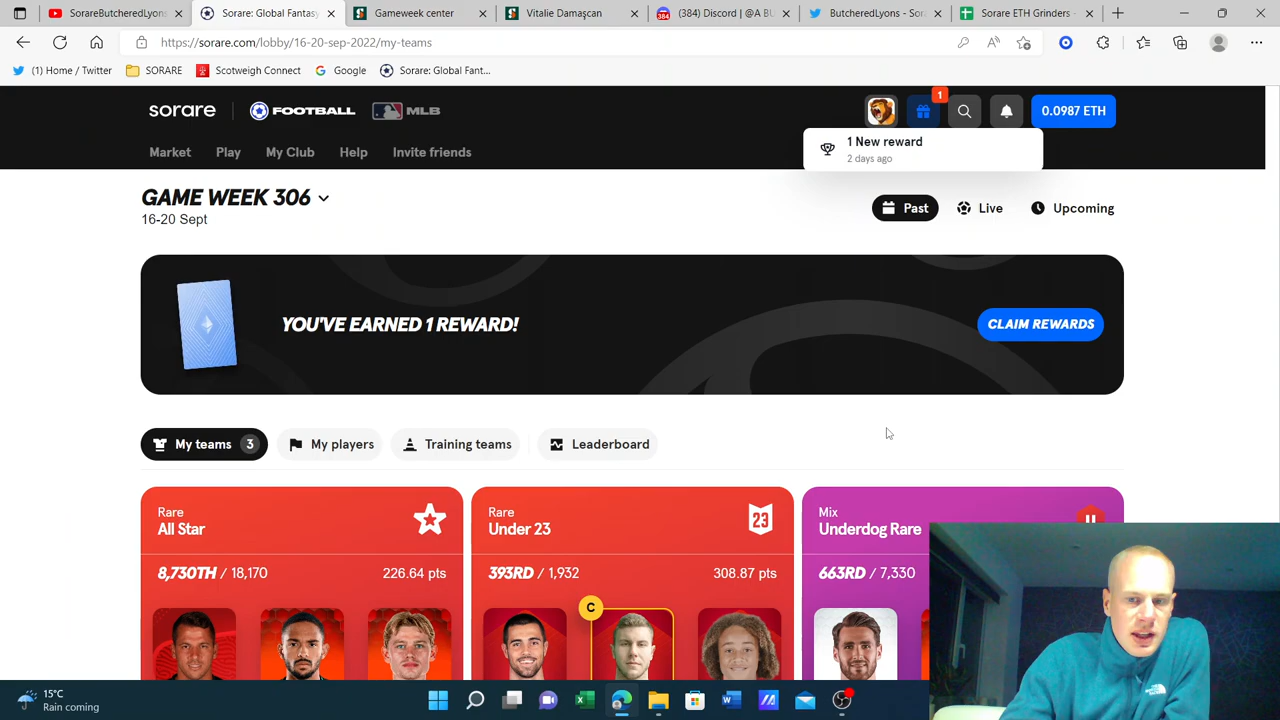 SorareButcheredLyons
Sorare: Global Fantasy
Gameweek center
Vitalie Damaşcan
(384) Discord | @A BU
ButcheredLyons - Sora
Sorare ETH Grinders
https://sorare.com/lobby/16-20-sep-2022/my-teams
(1) Home / Twitter
SORARE
Scotweigh Connect
Google
Sorare: Global Fant...
sorare
FOOTBALL
MLB
1
0.0987 ETH
Market
Play
My Club
Help
Invite friends
1 New reward
2 days ago
GAME WEEK 306
16-20 Sept
Past
Live
Upcoming
YOU'VE EARNED 1 REWARD!
CLAIM REWARDS
My teams 3
My players
Training teams
Leaderboard
Rare
All Star
8,730TH / 18,170
226.64 pts
Rare
Under 23
23
393RD / 1,932
308.87 pts
C
Mix
Underdog Rare
663RD / 7,330
15°C
Rain coming